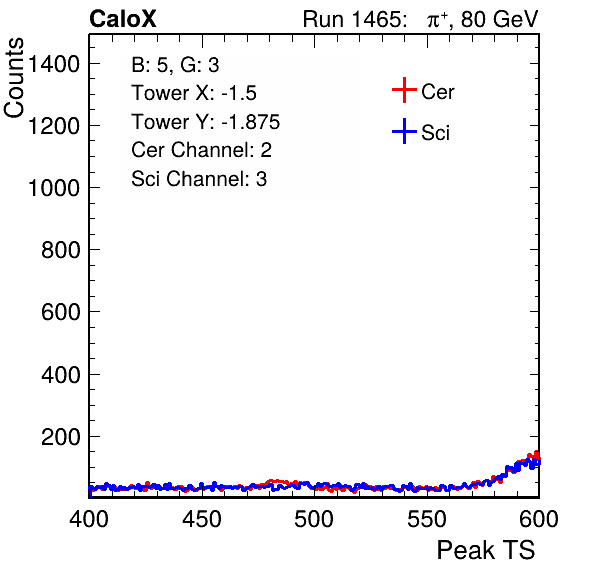 CaloX Run 1465: π⁺, 80 GeV
B: 5, G: 3
Tower X: -1.5
Tower Y: -1.875
Cer Channel: 2
Sci Channel: 3
Cer
Sci
Counts
1400
1200
1000
800
600
400
200
400 450 500 550 600
Peak TS